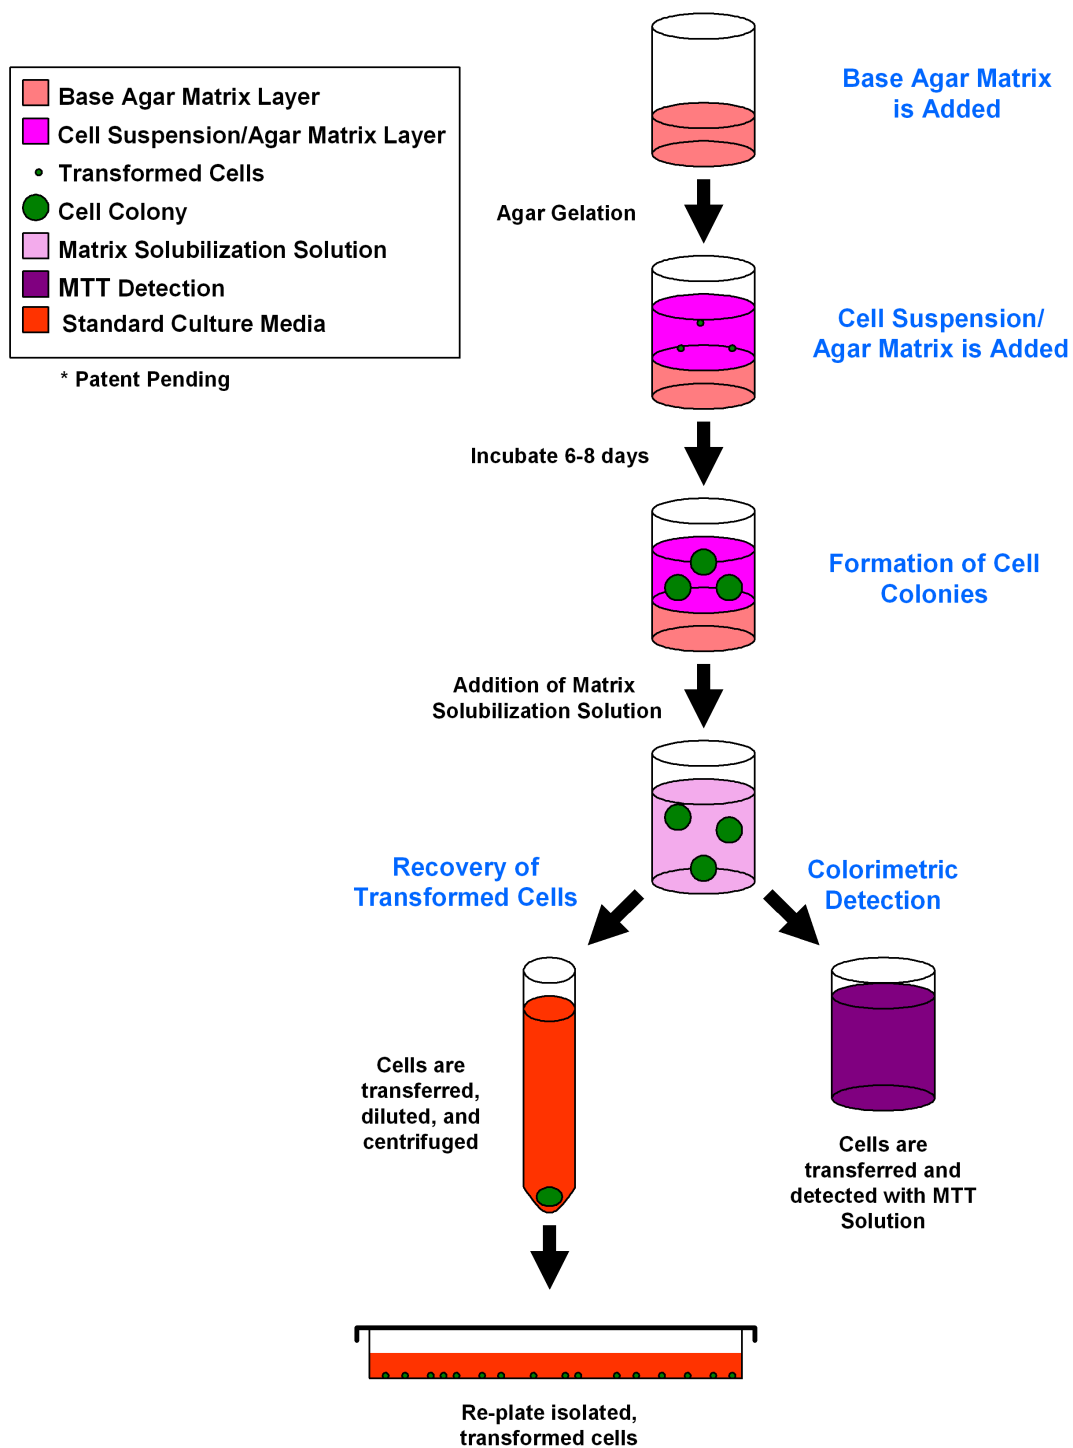 Base Agar Matrix Layer
Cell Suspension/Agar Matrix Layer
Transformed Cells
Cell Colony
Matrix Solubilization Solution
MTT Detection
Standard Culture Media
* Patent Pending
Base Agar Matrix
is Added
Agar Gelation
Cell Suspension/
Agar Matrix is Added
Incubate 6-8 days
Formation of Cell
Colonies
Addition of Matrix
Solubilization Solution
Recovery of
Transformed Cells
Colorimetric
Detection
Cells are
transferred,
diluted, and
centrifuged
Cells are
transferred and
detected with MTT
Solution
Re-plate isolated,
transformed cells